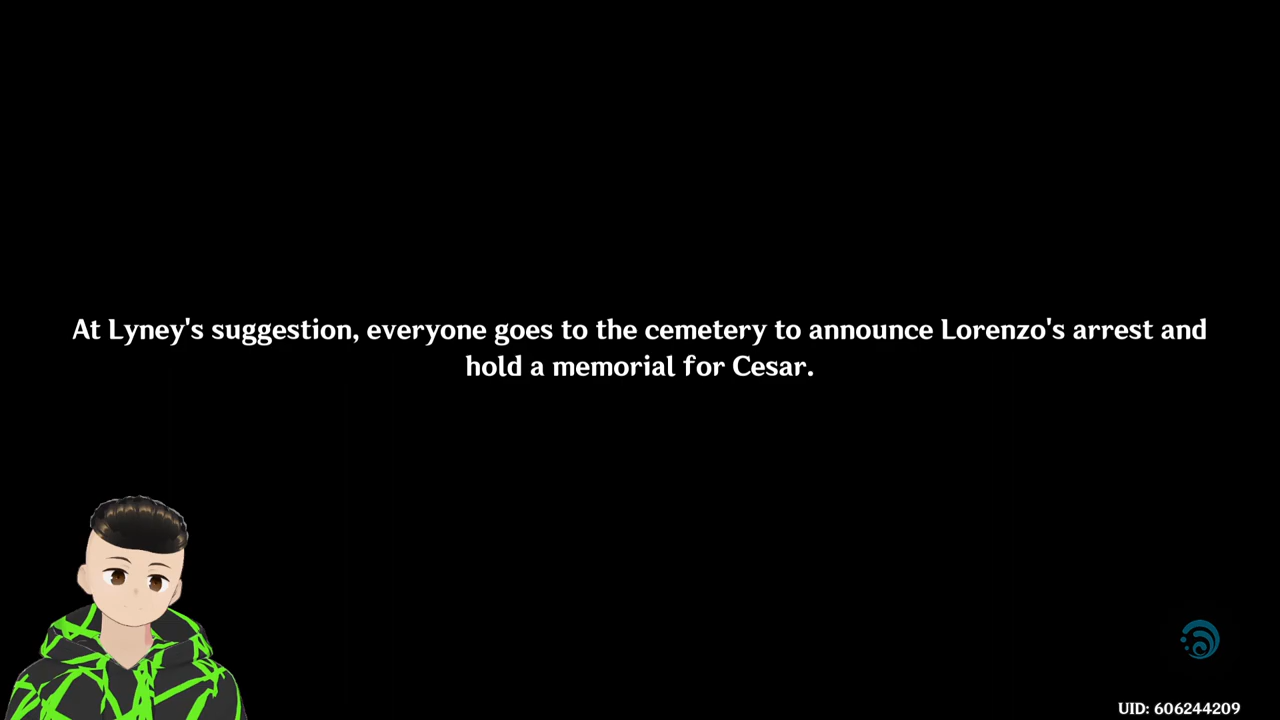 At Lyney's suggestion, everyone goes to the cemetery to announce Lorenzo's arrest and
hold a memorial for Cesar.
UID: 606244209